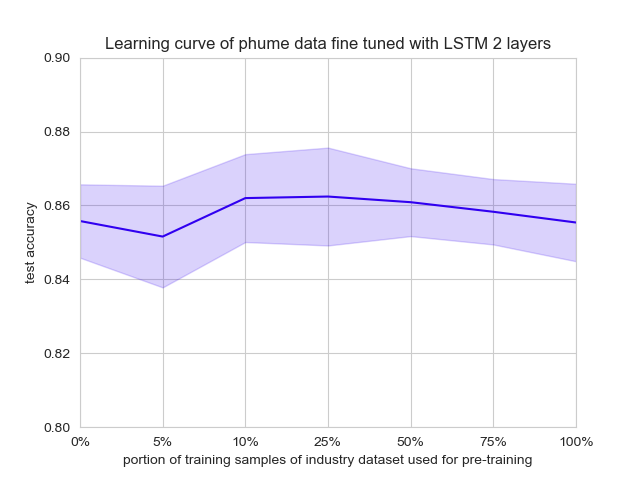 Learning curve of phume data fine tuned with LSTM 2 layers
0.90
0.88
0.86
0.84
0.82
0.80
test accuracy
0% 5% 10% 25% 50% 75% 100%
portion of training samples of industry dataset used for pre-training